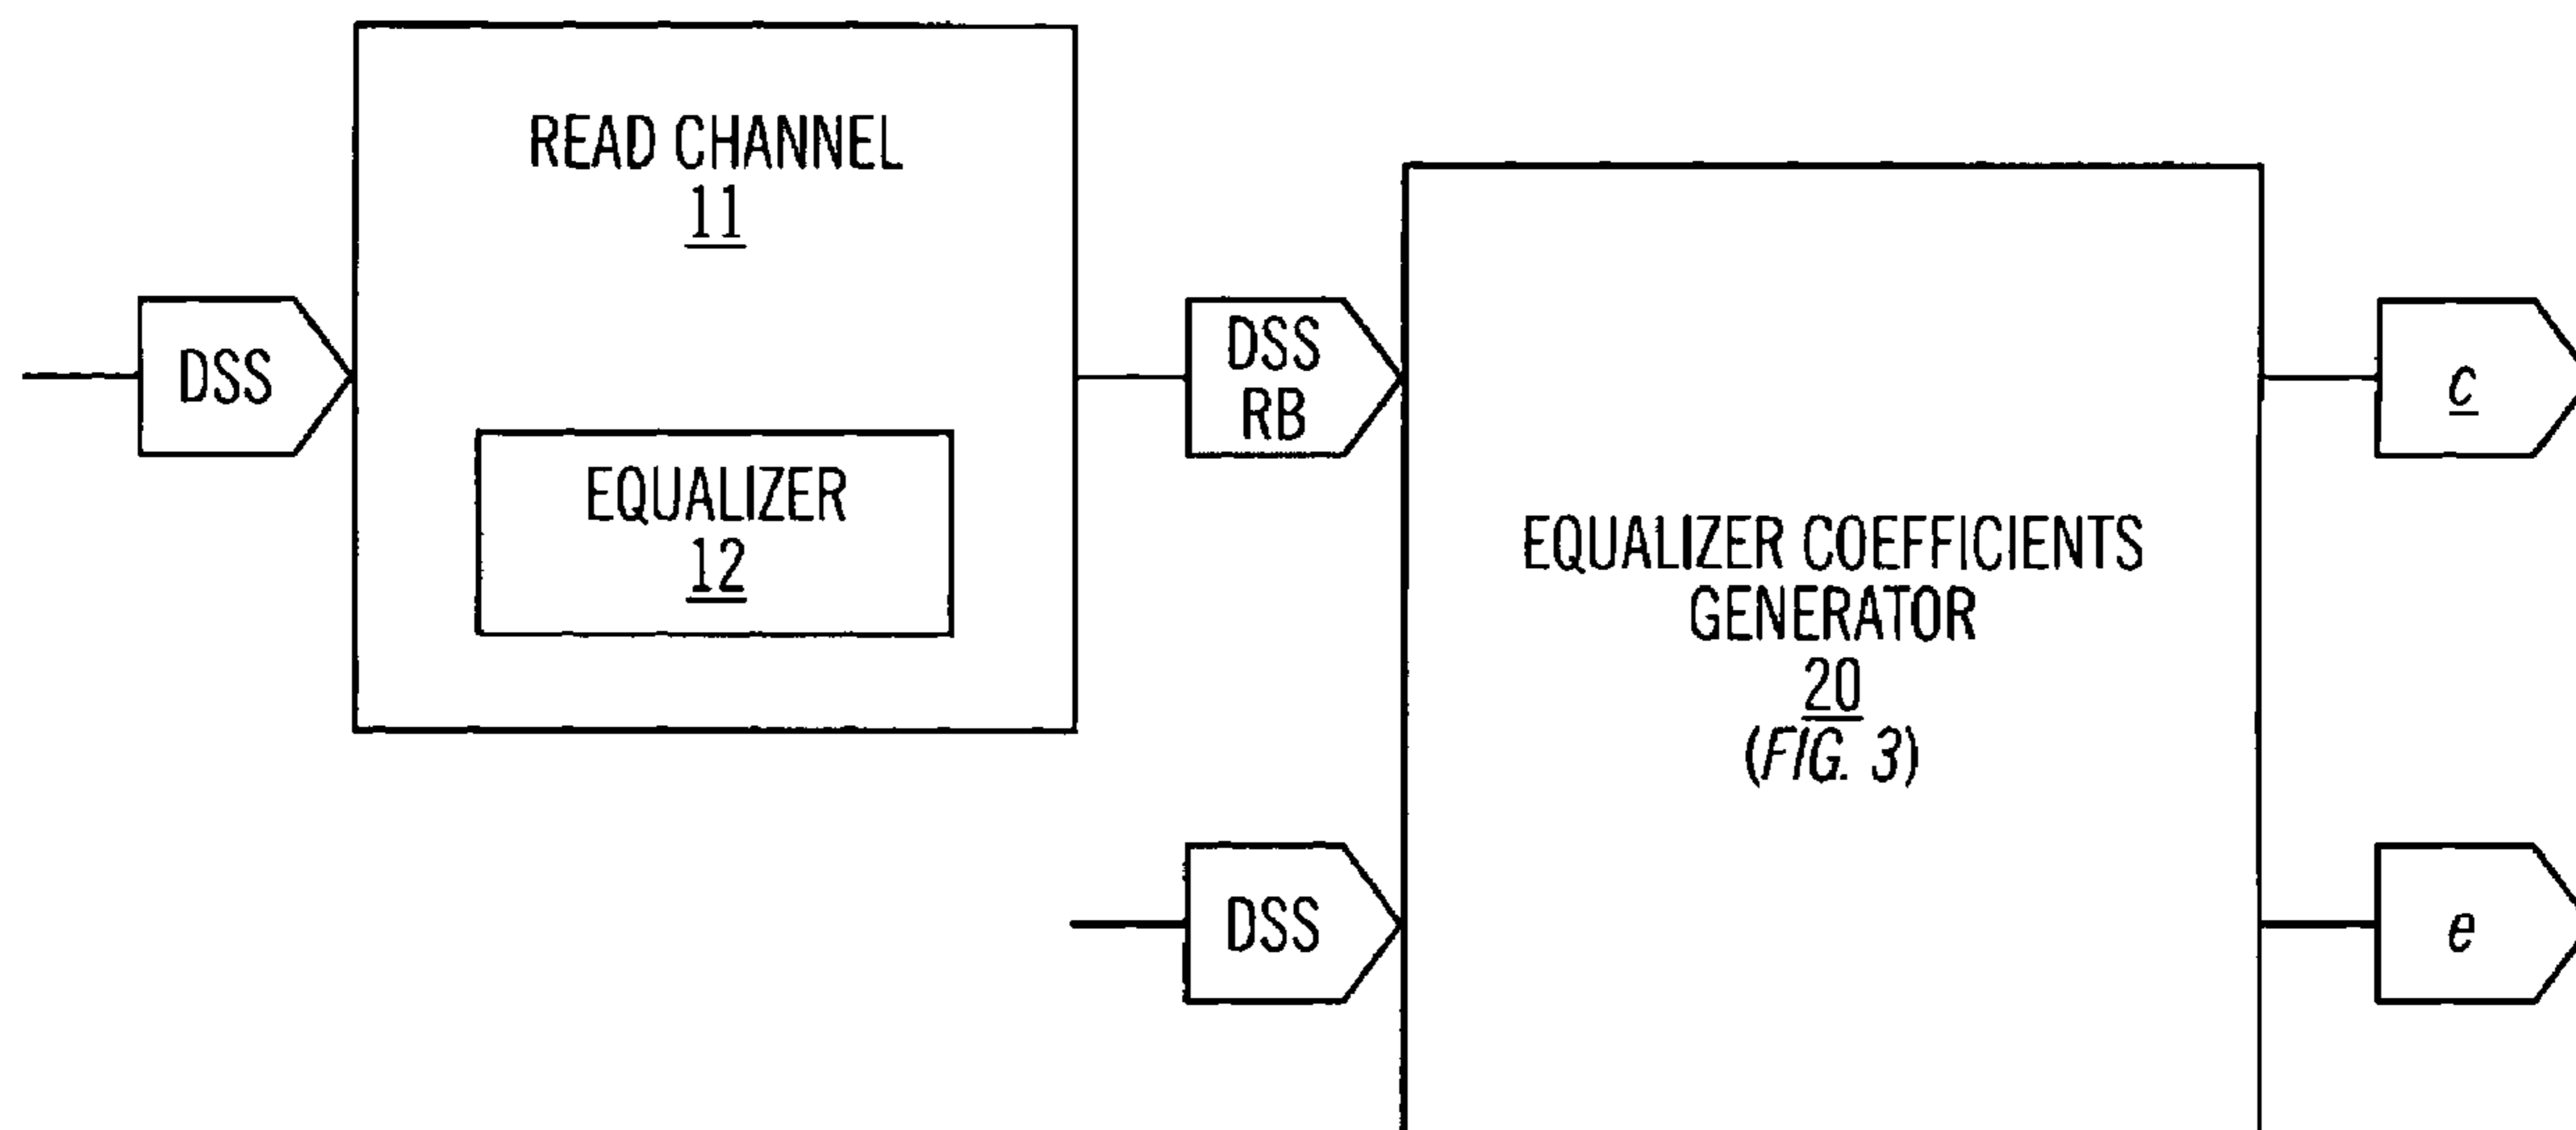 READ CHANNEL
11
DSS
EQUALIZER
12
DSS
RB
EQUALIZER COEFFICIENTS
GENERATOR
20
(FIG. 3)
DSS
c
e